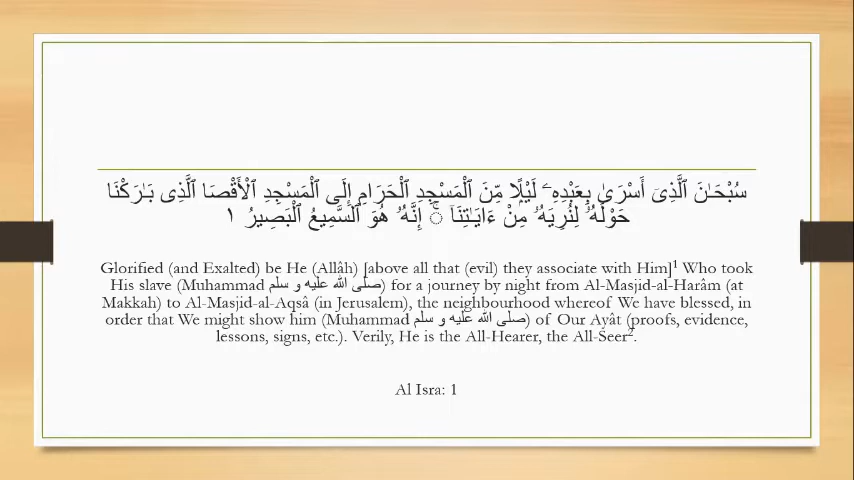 سُبْحَـٰنَ ٱلَّذِىٓ أَسْرَىٰ بِعَبْدِهِۦ لَيْلًا مِّنَ ٱلْمَسْجِدِ ٱلْحَرَامِ إِلَى ٱلْمَسْجِدِ ٱلْأَقْصَا ٱلَّذِى بَـٰرَكْنَا
حَوْلَهُۥ لِنُرِيَهُۥ مِنْ ءَايَـٰتِنَآ ۚ إِنَّهُۥ هُوَ ٱلسَّمِيعُ ٱلْبَصِيرُ ١
Glorified (and Exalted) be He (Allâh) [above all that (evil) they associate with Him]¹ Who took
His slave (Muhammad صلى الله عليه و سلم) for a journey by night from Al-Masjid-al-Harâm (at
Makkah) to Al-Masjid-al-Aqsâ (in Jerusalem), the neighbourhood whereof We have blessed, in
order that We might show him (Muhammad صلى الله عليه و سلم) of Our Ayât (proofs, evidence,
lessons, signs, etc.). Verily, He is the All-Hearer, the All-Seer².
Al Isra: 1